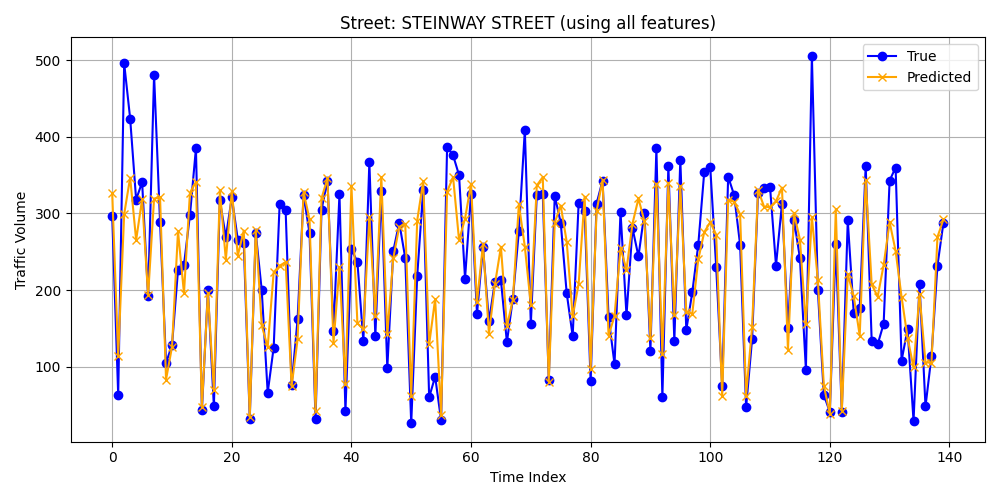 Street: STEINWAY STREET (using all features)
True
Predicted
Traffic Volume
500
400
300
200
100
0 20 40 60 80 100 120 140
Time Index